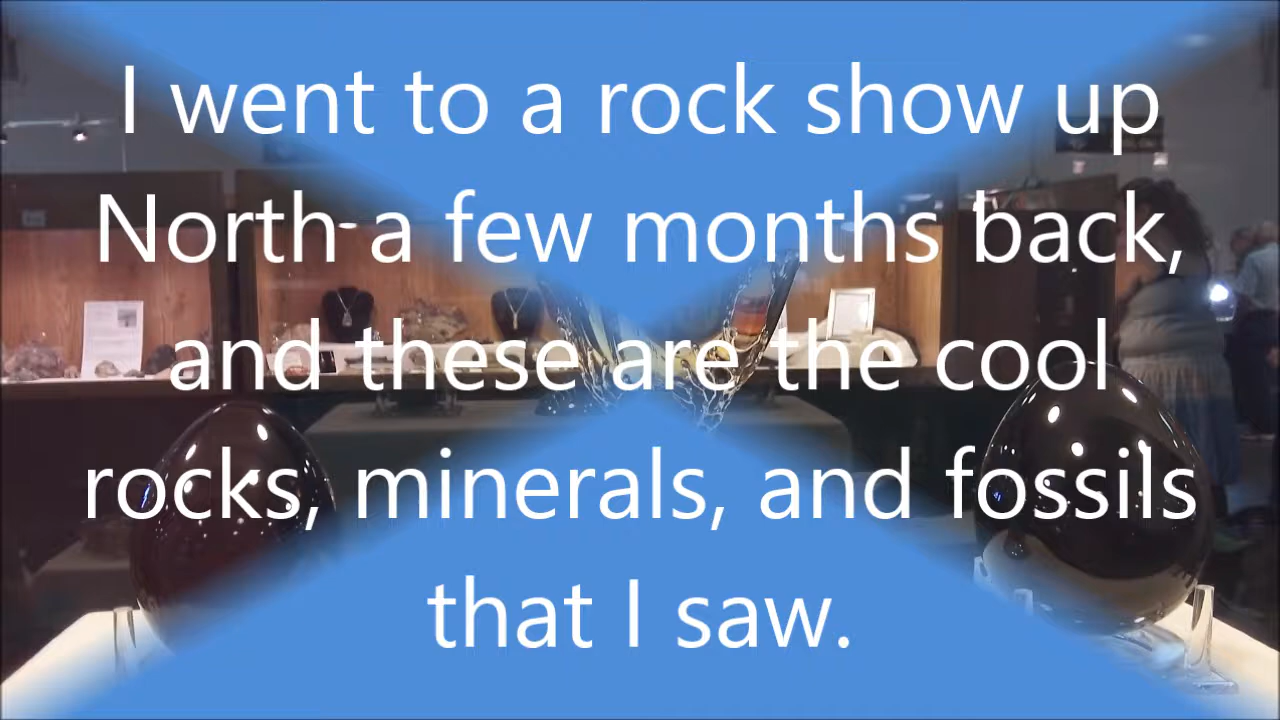 I went to a rock show up
North a few months back,
and these are the cool
rocks, minerals, and fossils
that I saw.